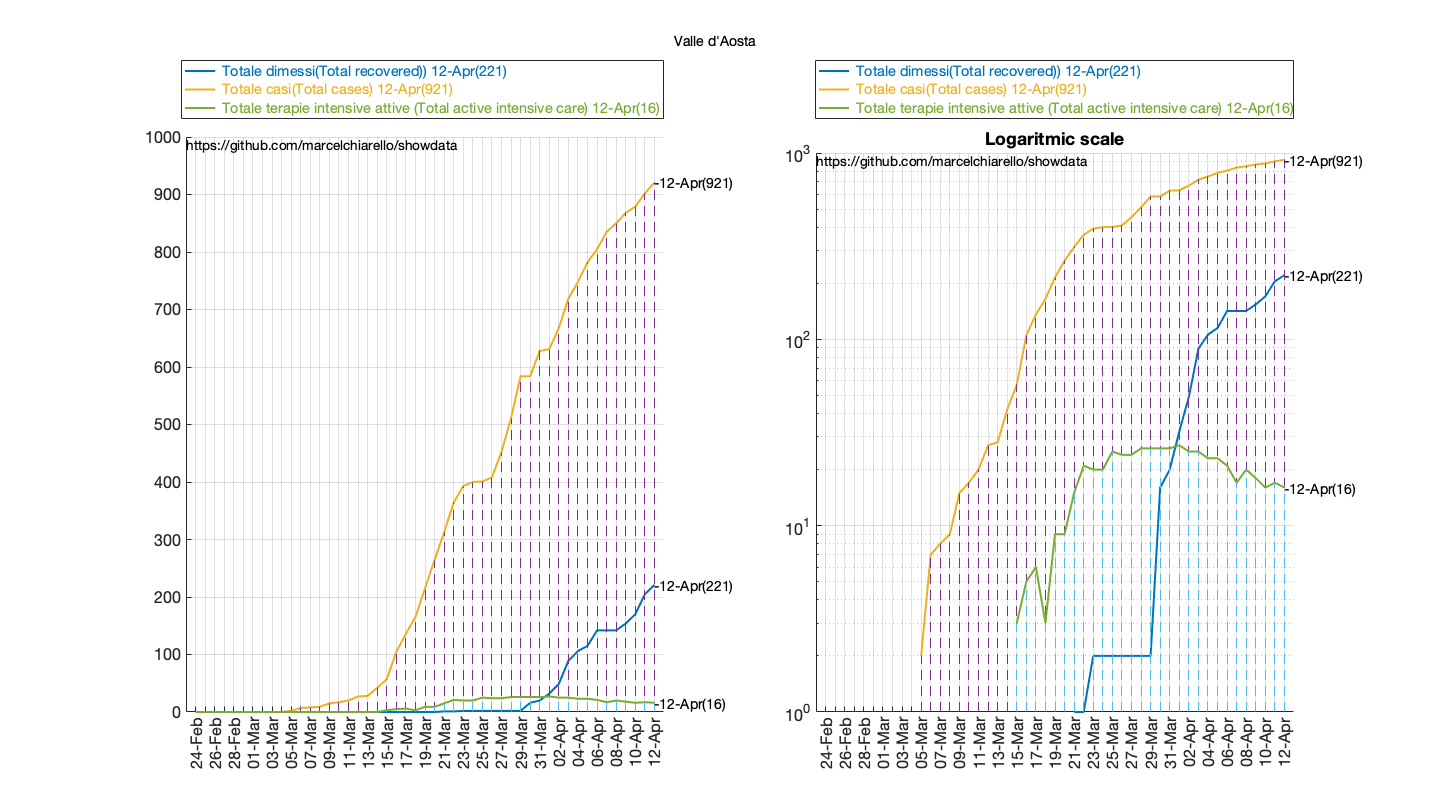 Valle d'Aosta
Totale dimessi(Total recovered)) 12-Apr(221)
Totale casi(Total cases) 12-Apr(921)
Totale terapie intensive attive (Total active intensive care) 12-Apr(16)
https://github.com/marcelchiarello/showdata
1000
900
800
700
600
500
400
300
200
100
0
12-Apr(921)
12-Apr(221)
12-Apr(16)
24-Feb
26-Feb
28-Feb
01-Mar
03-Mar
05-Mar
07-Mar
09-Mar
11-Mar
13-Mar
15-Mar
17-Mar
19-Mar
21-Mar
23-Mar
25-Mar
27-Mar
29-Mar
31-Mar
02-Apr
04-Apr
06-Apr
08-Apr
10-Apr
12-Apr
Totale dimessi(Total recovered)) 12-Apr(221)
Totale casi(Total cases) 12-Apr(921)
Totale terapie intensive attive (Total active intensive care) 12-Apr(16)
Logaritmic scale
https://github.com/marcelchiarello/showdata
10^3
10^2
10^1
10^0
12-Apr(921)
12-Apr(221)
12-Apr(16)
24-Feb
26-Feb
28-Feb
01-Mar
03-Mar
05-Mar
07-Mar
09-Mar
11-Mar
13-Mar
15-Mar
17-Mar
19-Mar
21-Mar
23-Mar
25-Mar
27-Mar
29-Mar
31-Mar
02-Apr
04-Apr
06-Apr
08-Apr
10-Apr
12-Apr